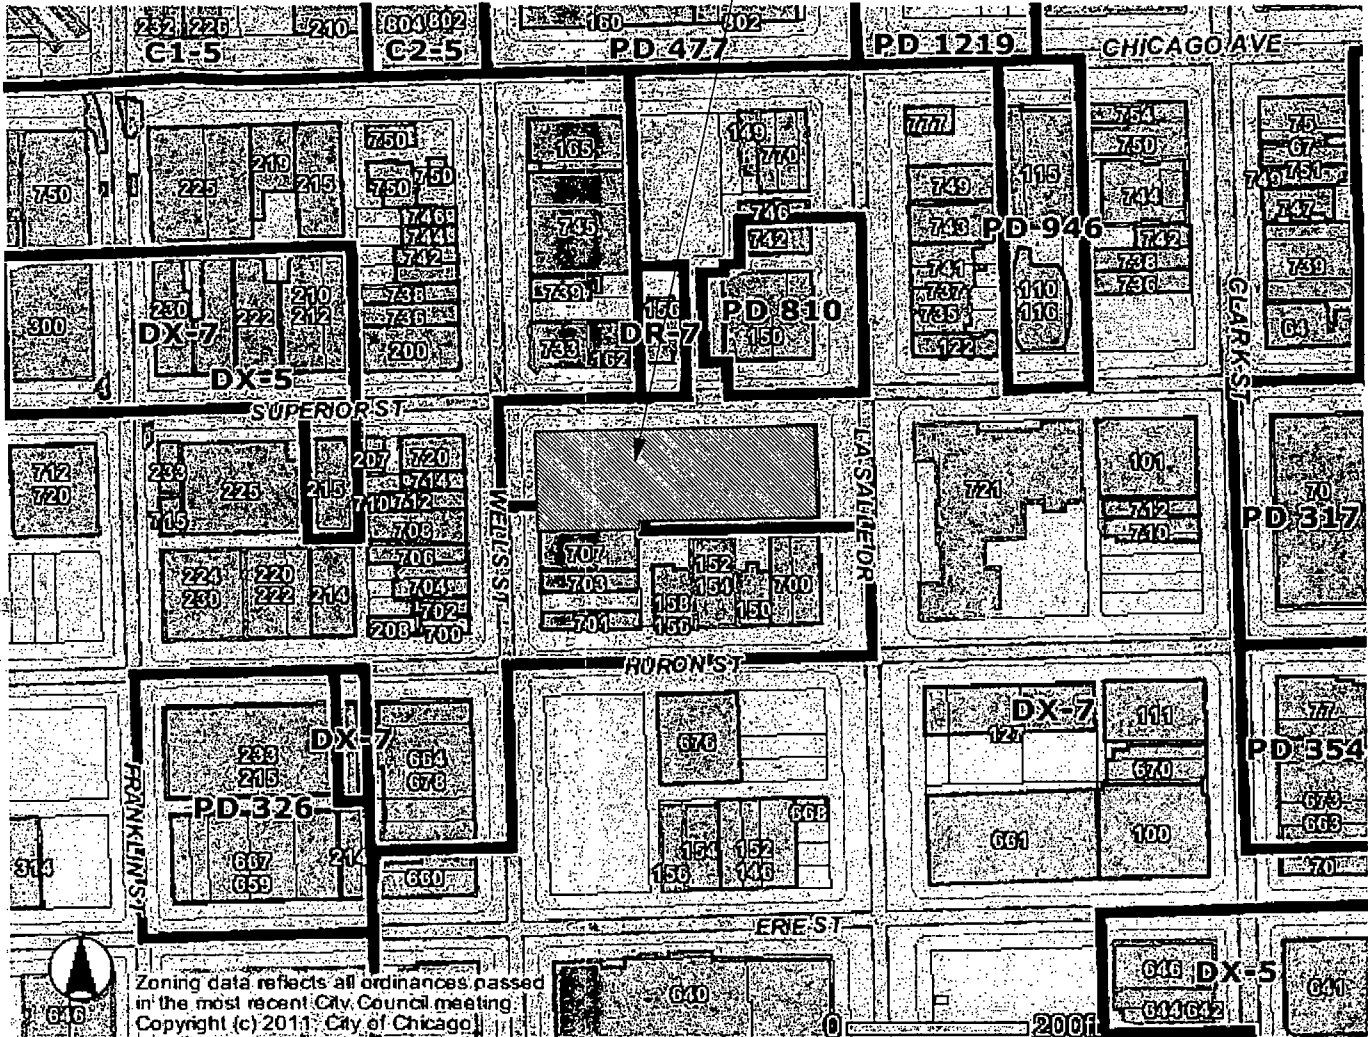 232 226 210 804 802 160 802
C1-5 C2-5 PD 477 PD 1219 CHICAGO AVE
750 225 219 215 750 750 750 165 149 770 777 115 754 750 75 67 751 749
746 744 742 738 736 200
745 739 733 162
746 742
749 743 741 737 735 122
PD 946
744 742 738 736
747 739 64
300 230 222 210 212
DX-7
DX-5
156
DR-7
PD 810
150
110
116
CLARK ST
SUPERIOR ST
712
720
233 225 715 215 207 720 714 710 712 708 706 704 702 208 700
224
230
220
222
214
WELLS ST
LA SALLE DR
707 703 701
152
154
158
156
150
700
721
101
712
710
70
PD 317
HURON ST
233
215
DX-7
PD 326
664
678
676
DX-7
127
111
670
77
PD 354
673
663
70
FRANKLIN ST
314
667
659
214
660
154 156
152
146
668
661
100
ERIE ST
646
640
646
644 642
DX-5
641
Zoning data reflects all ordinances passed
in the most recent City Council meeting
Copyright (c) 2011, City of Chicago
0 200ft